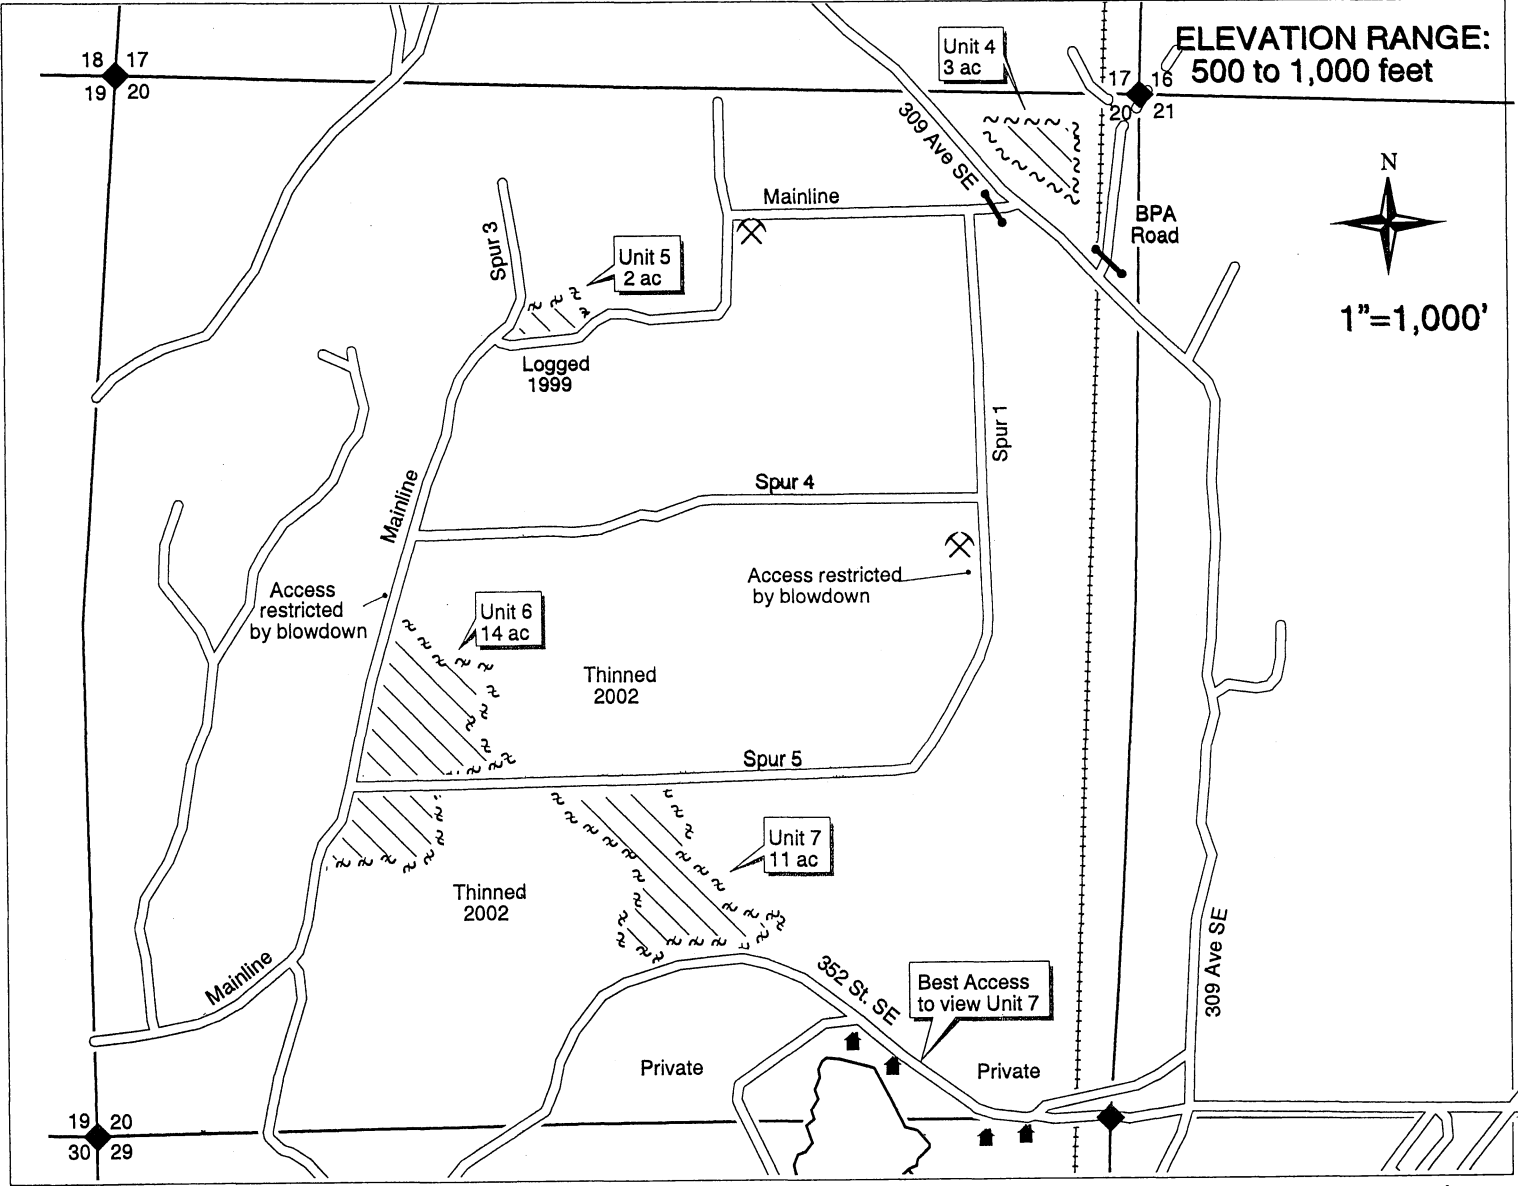 ELEVATION RANGE:
500 to 1,000 feet
Unit 4
3 ac
18 17
19 20
17 16
20 21
309 Ave SE
N
Mainline
BPA
Road
Spur 3
Unit 5
2 ac
1"=1,000'
Logged
1999
Spur 1
Mainline
Spur 4
Access restricted
by blowdown
Access
restricted
by blowdown
Unit 6
14 ac
Thinned
2002
Spur 5
Unit 7
11 ac
Thinned
2002
Mainline
352 St. SE
Best Access
to view Unit 7
309 Ave SE
Private
Private
19 20
30 29